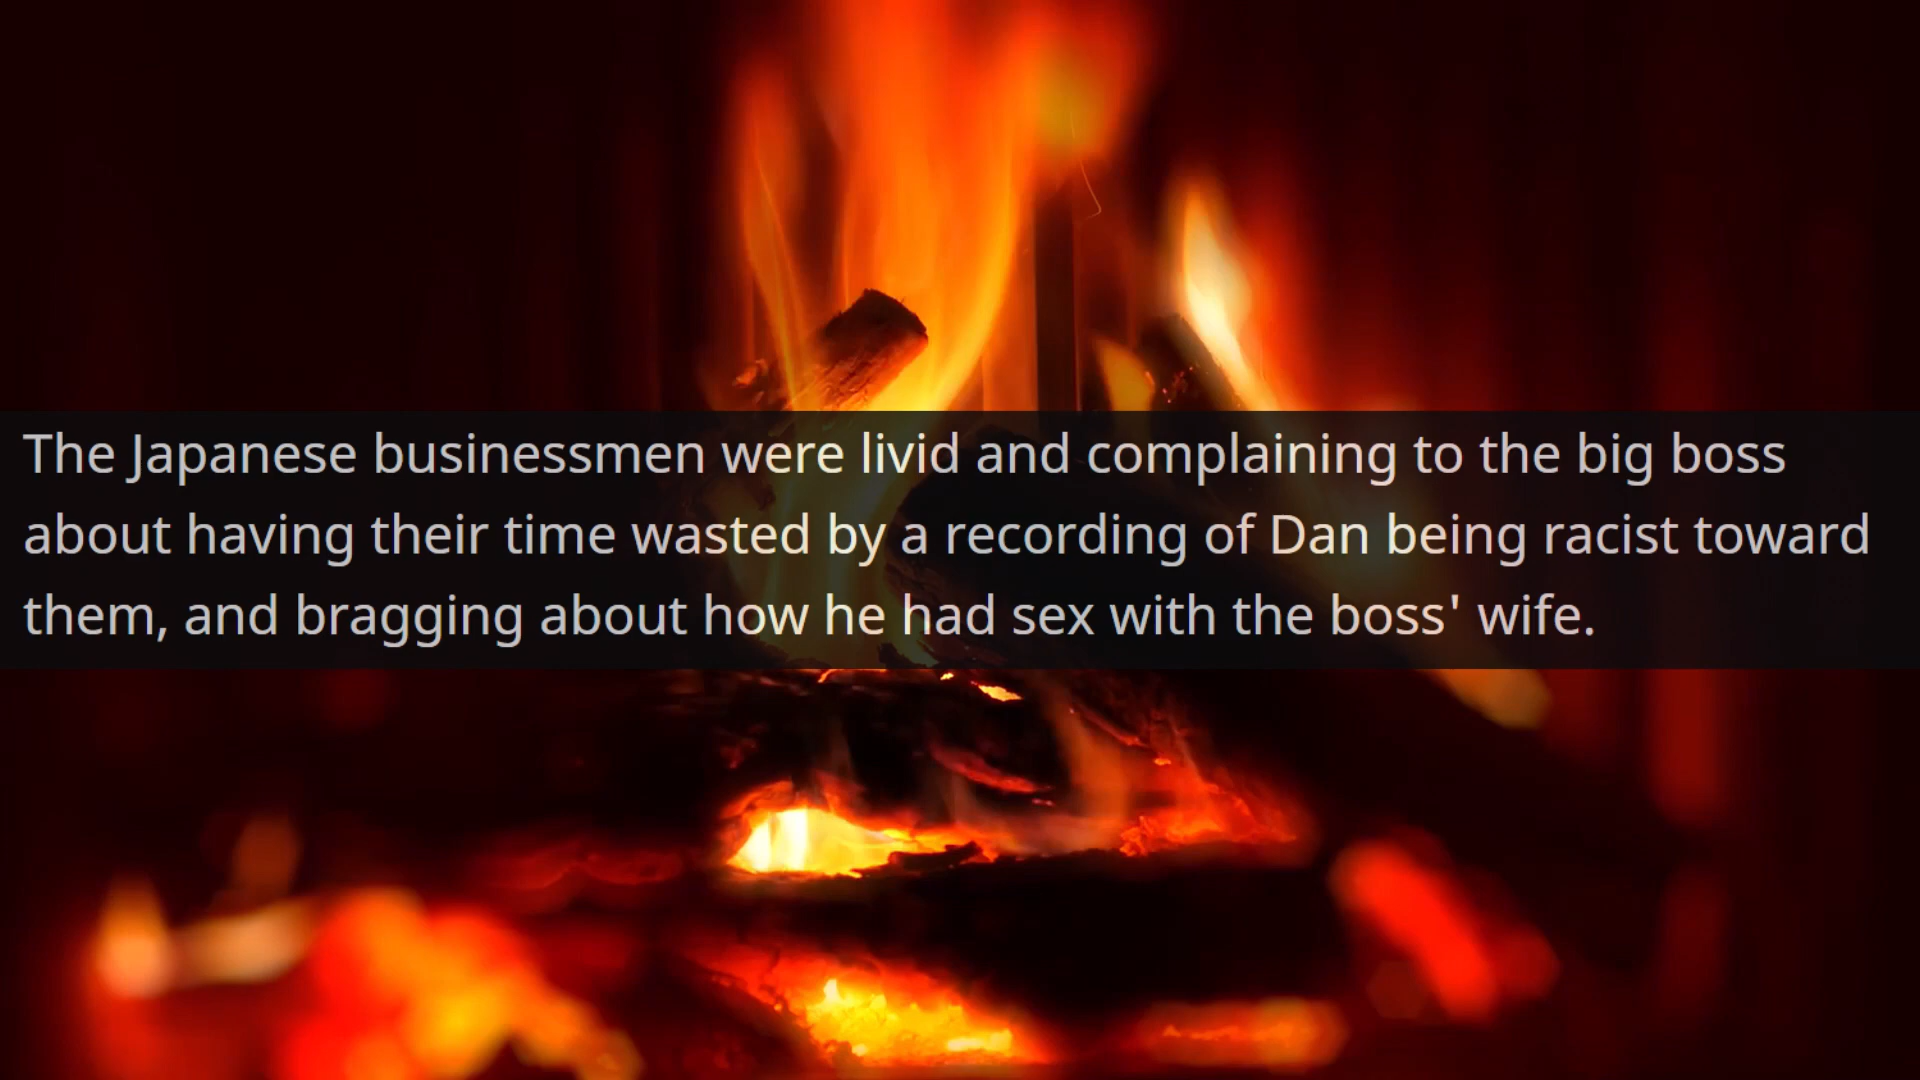 The Japanese businessmen were livid and complaining to the big boss
about having their time wasted by a recording of Dan being racist toward
them, and bragging about how he had sex with the boss' wife.